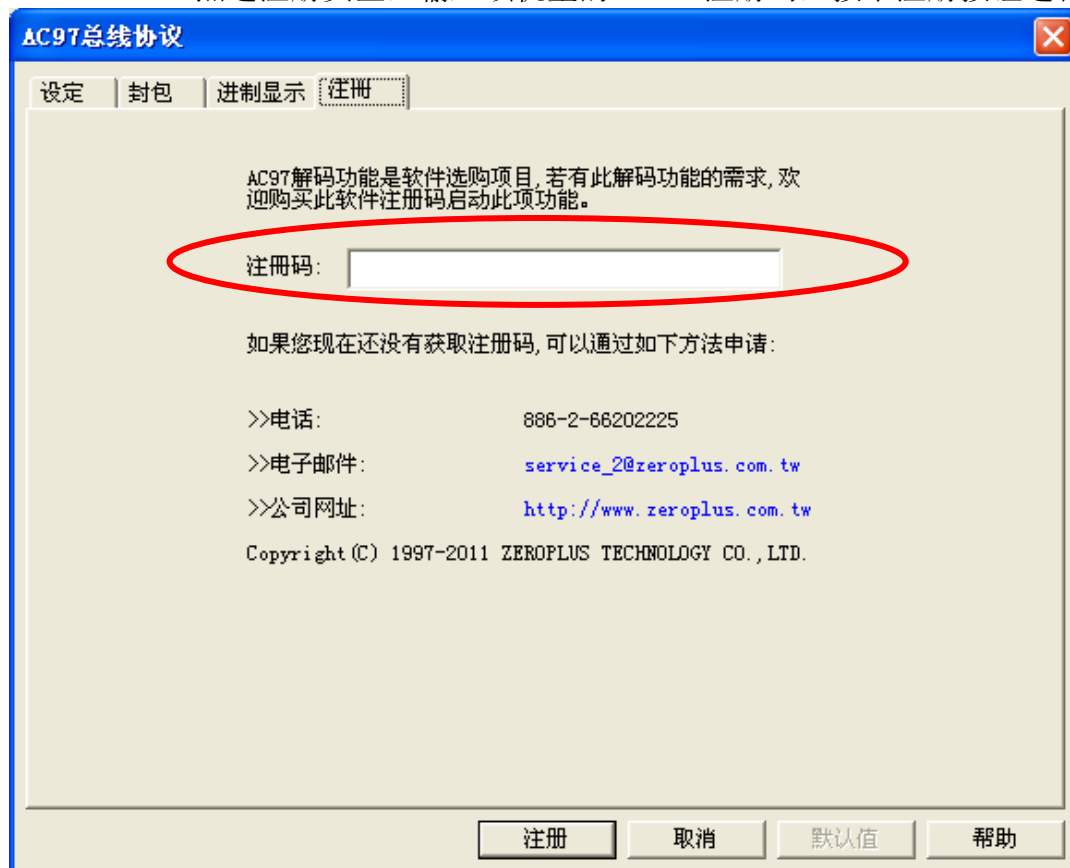 AC97总线协议
设定 封包 进制显示 注册
AC97解码功能是软件选购项目,若有此解码功能的需求,欢
迎购买此软件注册码启动此项功能。
注册码:
如果您现在还没有获取注册码,可以通过如下方法申请:
>>电话: 886-2-66202225
>>电子邮件: service_2@zeroplus.com.tw
>>公司网址: http://www.zeroplus.com.tw
Copyright(C) 1997-2011 ZEROPLUS TECHNOLOGY CO.,LTD.
注册 取消 默认值 帮助